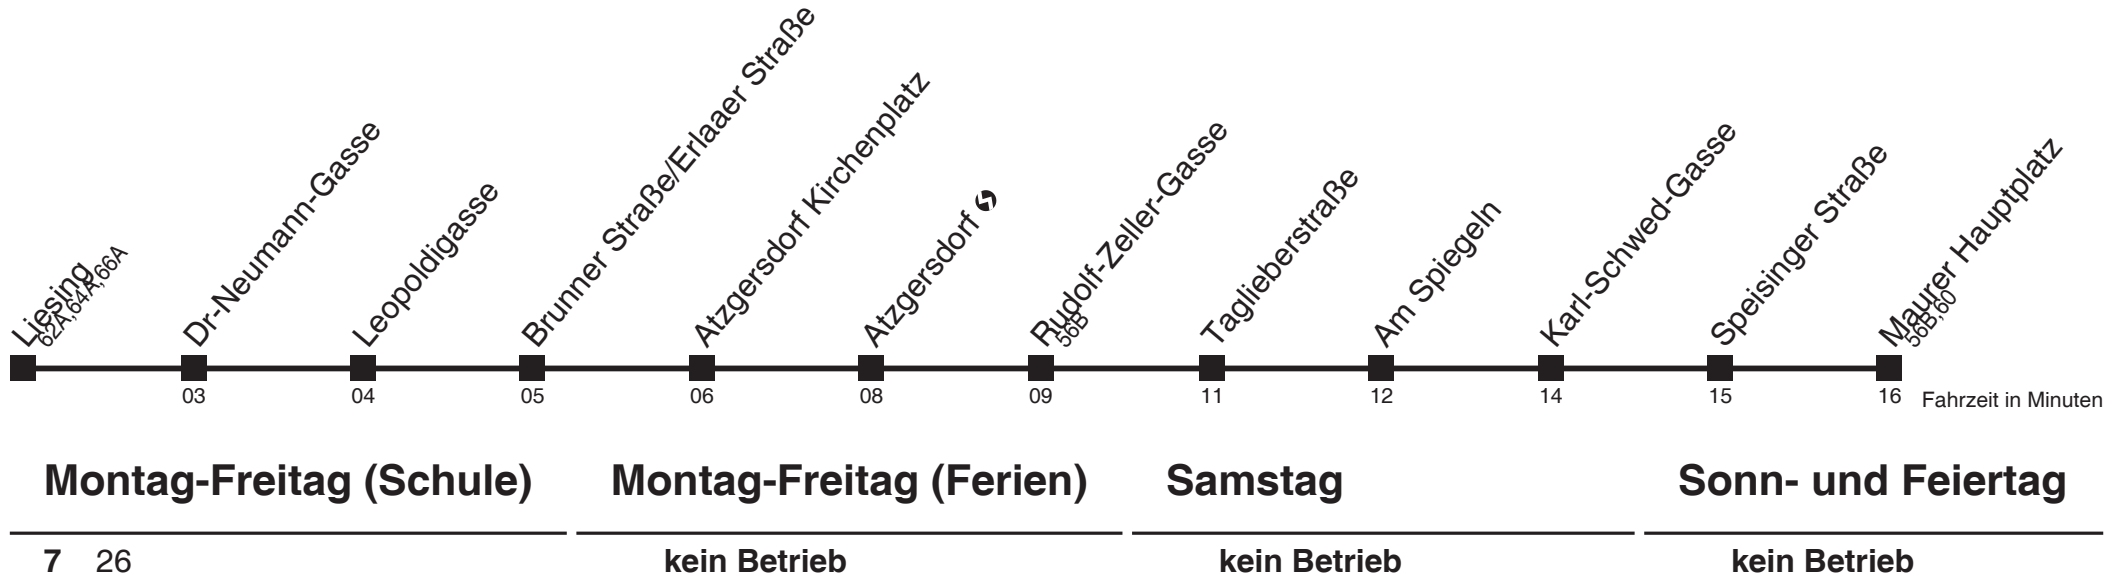 Liesing
62A,64A,66A
Dr-Neumann-Gasse
Leopoldigasse
Brunner Straße/Erlaaer Straße
Atzgersdorf Kirchenplatz
Atzgersdorf
Rudolf-Zeller-Gasse
56B
Taglieberstraße
Am Spiegeln
Karl-Schwed-Gasse
Speisinger Straße
Maurer Hauptplatz
56B,60
03 04 05 06 08 09 11 12 14 15 16 Fahrzeit in Minuten
Montag-Freitag (Schule) Montag-Freitag (Ferien) Samstag Sonn- und Feiertag
7 26 kein Betrieb kein Betrieb kein Betrieb